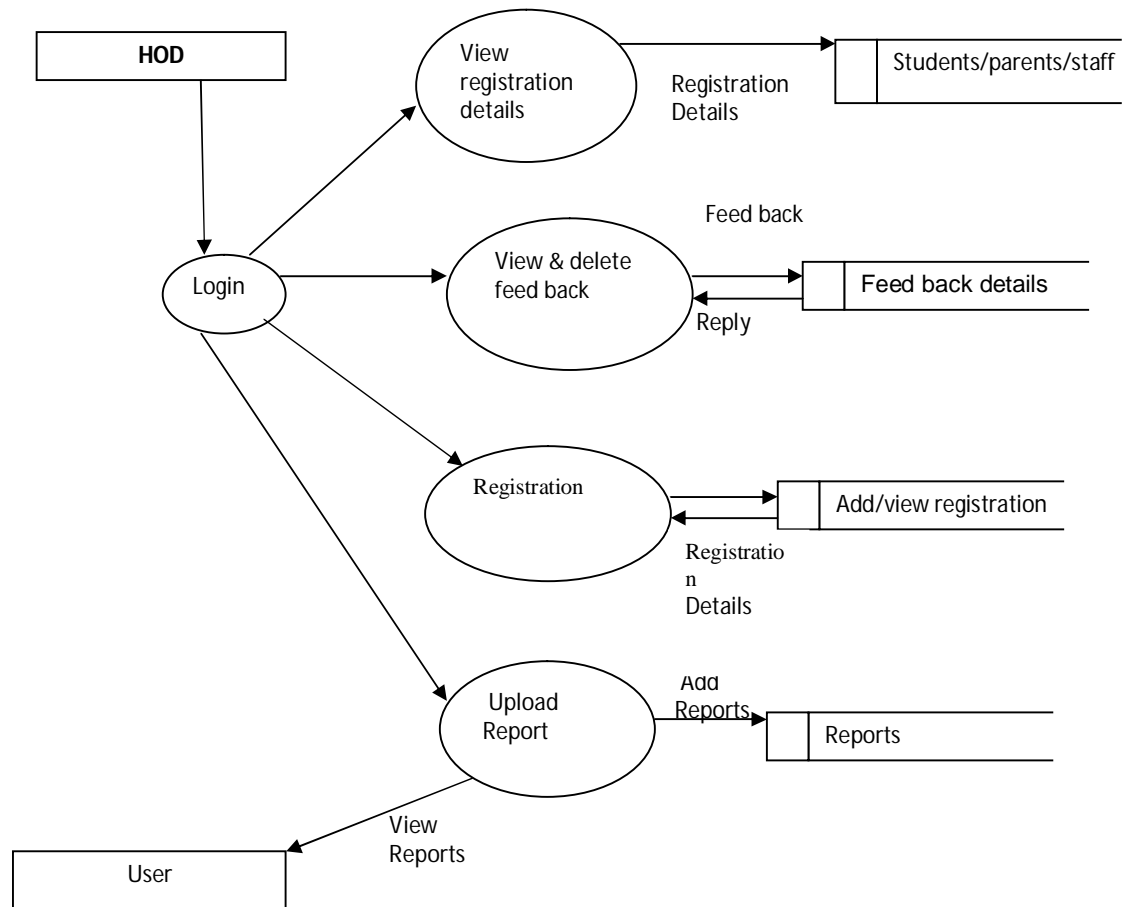 HOD
View
registration
details
Registration
Details
Students/parents/staff
Login
View & delete
feed back
Feed back
Reply
Feed back details
Registration
Registratio
n
Details
Add/view registration
Upload
Report
Add
Reports
Reports
View
Reports
User